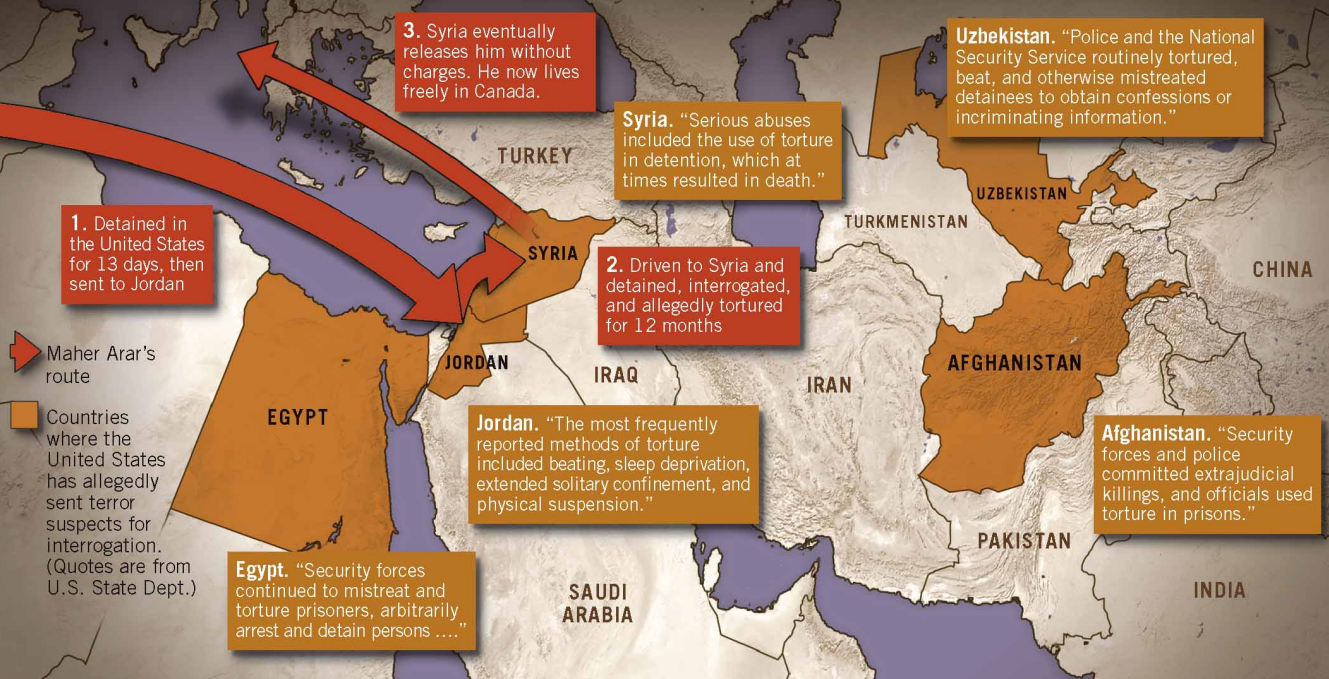 3. Syria eventually
releases him without
charges. He now lives
freely in Canada.
Uzbekistan. “Police and the National
Security Service routinely tortured,
beat, and otherwise mistreated
detainees to obtain confessions or
incriminating information.”
Syria. “Serious abuses
included the use of torture
in detention, which at
times resulted in death.”
TURKEY
UZBEKISTAN
TURKMENISTAN
1. Detained in
the United States
for 13 days, then
sent to Jordan
SYRIA
2. Driven to Syria and
detained, interrogated,
and allegedly tortured
for 12 months
CHINA
Maher Arar’s
route
JORDAN
IRAQ
IRAN
AFGHANISTAN
Countries
where the
United States
has allegedly
sent terror
suspects for
interrogation.
(Quotes are from
U.S. State Dept.)
EGYPT
Jordan. “The most frequently
reported methods of torture
included beating, sleep deprivation,
extended solitary confinement, and
physical suspension.”
Afghanistan. “Security
forces and police
committed extrajudicial
killings, and officials used
torture in prisons.”
PAKISTAN
Egypt. “Security forces
continued to mistreat and
torture prisoners, arbitrarily
arrest and detain persons ....”
SAUDI
ARABIA
INDIA